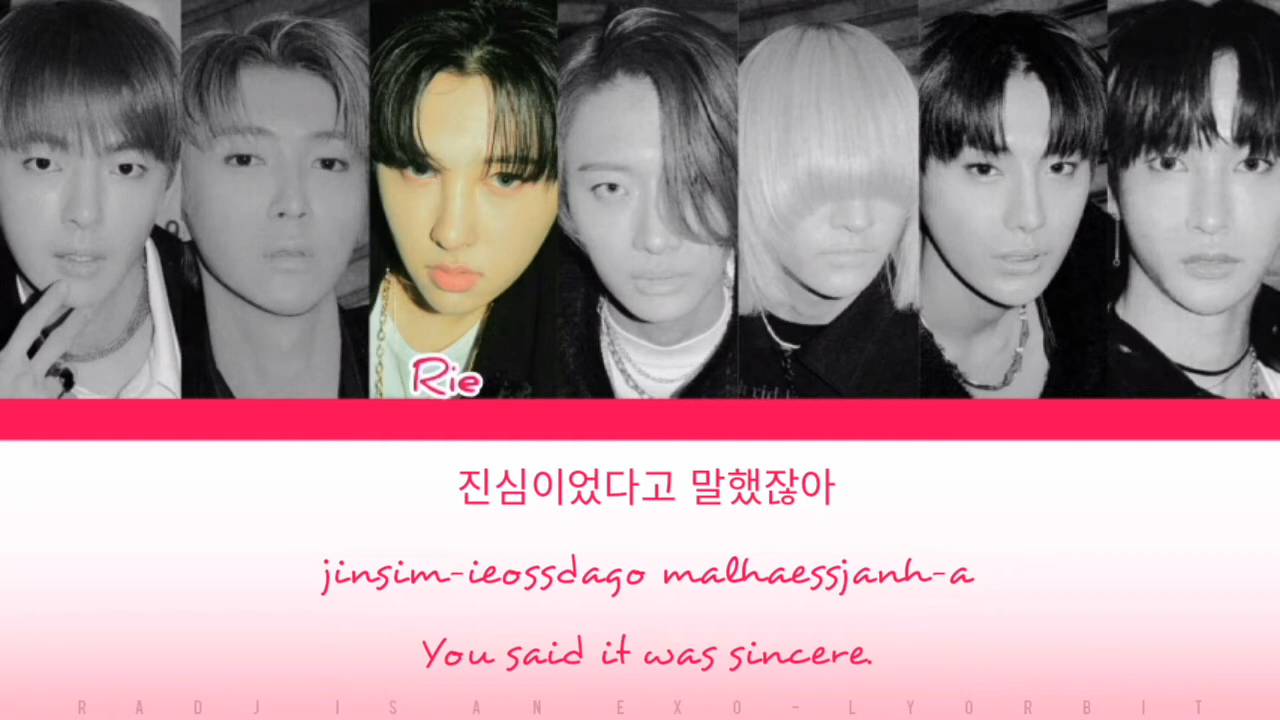 Rie
진심이었다고 말했잖아
jinsim-ieossdago malhaessjanh-a
You said it was sincere.
RADJ IS AN EXO-LYORBIT